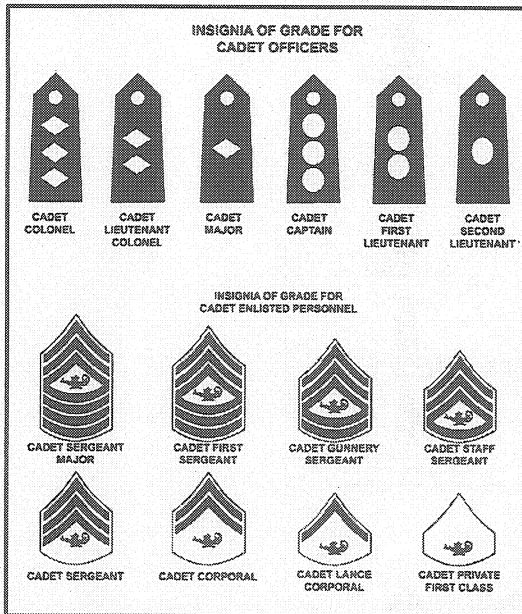 INSIGNIA OF GRADE FOR
CADET OFFICERS
CADET
COLONEL
CADET
LIEUTENANT
COLONEL
CADET
MAJOR
CADET
CAPTAIN
CADET
FIRST
LIEUTENANT
CADET
SECOND
LIEUTENANT
INSIGNIA OF GRADE FOR
CADET ENLISTED PERSONNEL
CADET SERGEANT
MAJOR
CADET FIRST
SERGEANT
CADET GUNNERY
SERGEANT
CADET STAFF
SERGEANT
CADET SERGEANT
CADET CORPORAL
CADET LANCE
CORPORAL
CADET PRIVATE
FIRST CLASS